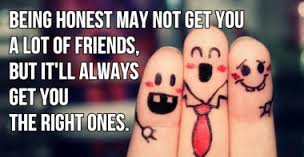 BEING HONEST MAY NOT GET YOU
A LOT OF FRIENDS,
BUT IT'LL ALWAYS
GET YOU
THE RIGHT ONES.